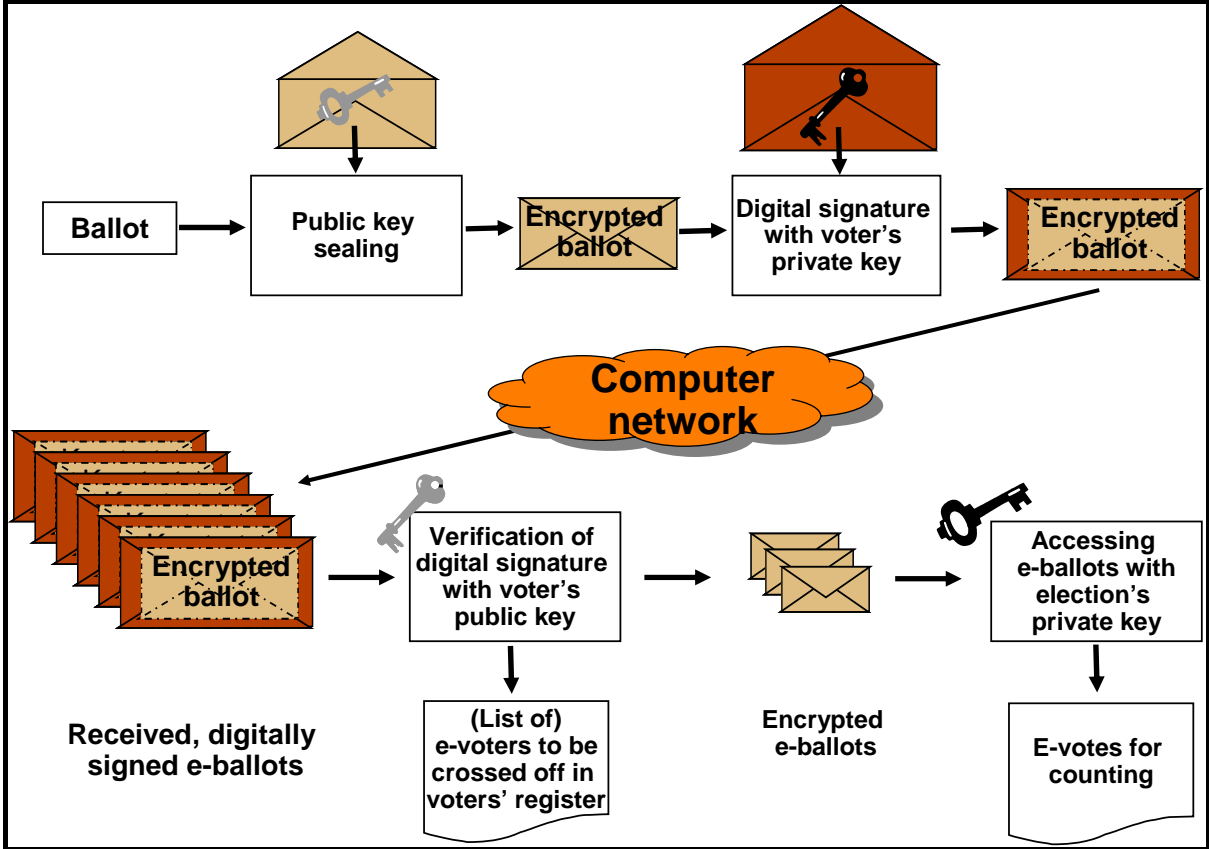 Ballot
Public key
sealing
Encrypted
ballot
Digital signature
with voter's
private key
Encrypted
ballot
Computer
network
Encrypted
ballot
Verification of
digital signature
with voter's
public key
Accessing
e-ballots with
election's
private key
Received, digitally
signed e-ballots
(List of)
e-voters to be
crossed off in
voters' register
Encrypted
e-ballots
E-votes for
counting